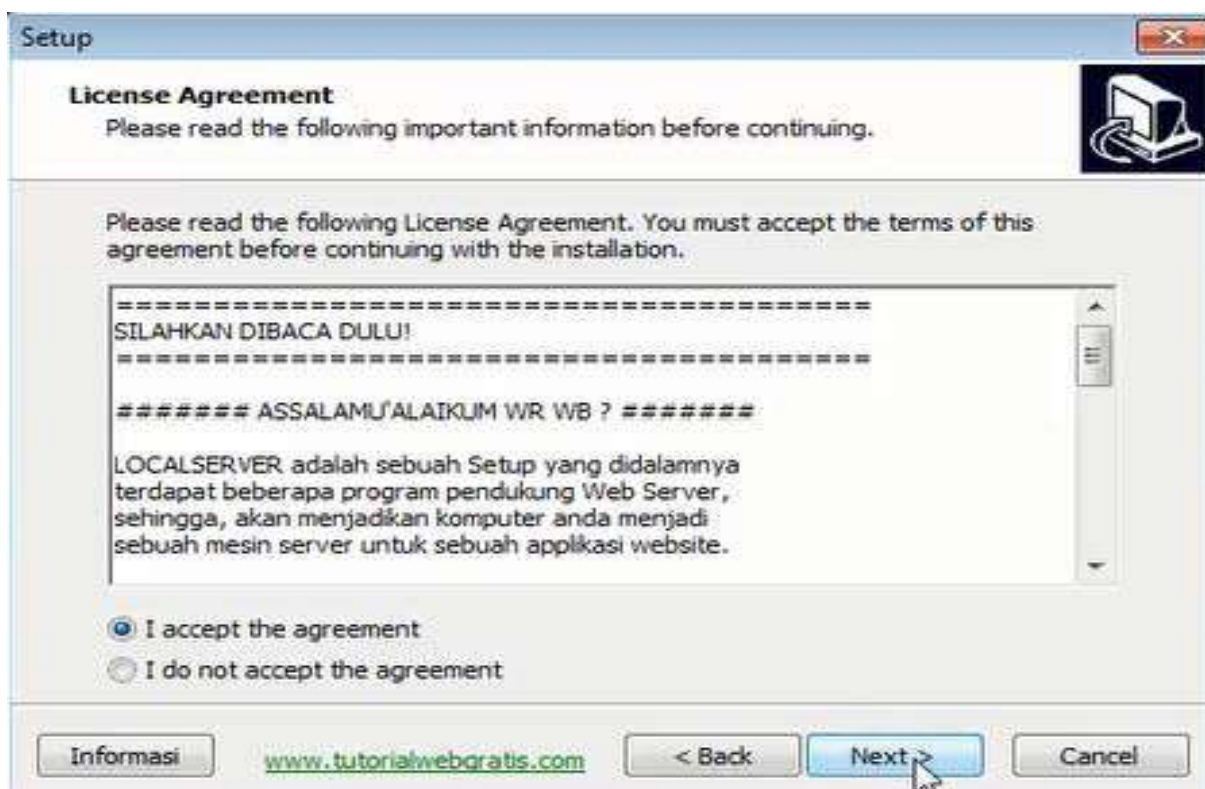 Setup
License Agreement
Please read the following important information before continuing.
Please read the following License Agreement. You must accept the terms of this
agreement before continuing with the installation.
==========================================
SILAHKAN DIBACA DULU!
==========================================
####### ASSALAMU'ALAIKUM WR WB ? #######
LOCALSERVER adalah sebuah Setup yang didalamnya
terdapat beberapa program pendukung Web Server,
sehingga, akan menjadikan komputer anda menjadi
sebuah mesin server untuk sebuah applikasi website.
I accept the agreement
I do not accept the agreement
Informasi
www.tutorialwebgratis.com
< Back
Next >
Cancel